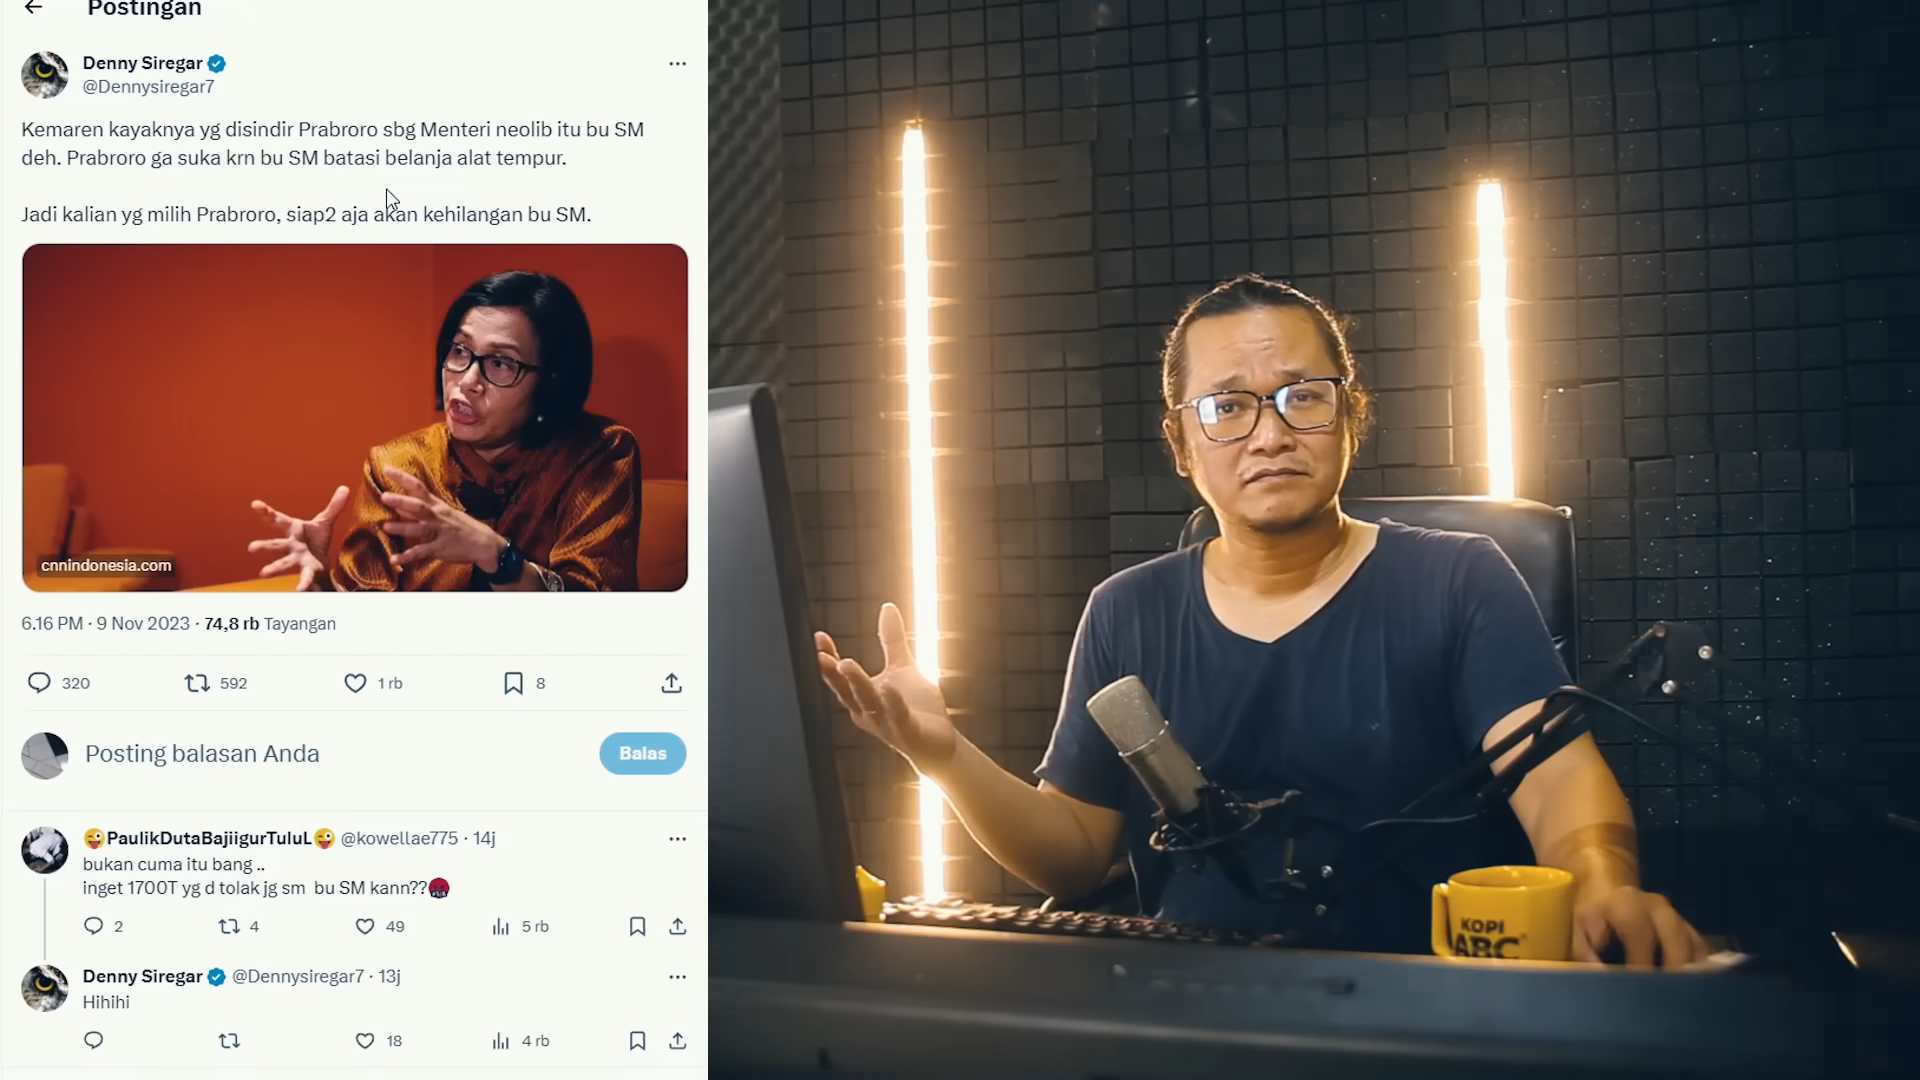 Postingan
Denny Siregar
@Dennysiregar7
Kemaren kayaknya yg disindir Prabroro sbg Menteri neolib itu bu SM
deh. Prabroro ga suka krn bu SM batasi belanja alat tempur.
Jadi kalian yg milih Prabroro, siap2 aja akan kehilangan bu SM.
cnnindonesia.com
6.16 PM · 9 Nov 2023 · 74,8 rb Tayangan
320 592 1 rb 8
Posting balasan Anda
Balas
😜PaulikDutaBajiigurTuluL😜 @kowellae775 · 14j
bukan cuma itu bang ..
inget 1700T yg d tolak jg sm bu SM kann??🤬
2 4 49 5 rb
Denny Siregar @Dennysiregar7 · 13j
Hihihi
18 4 rb
KOPI
ABC